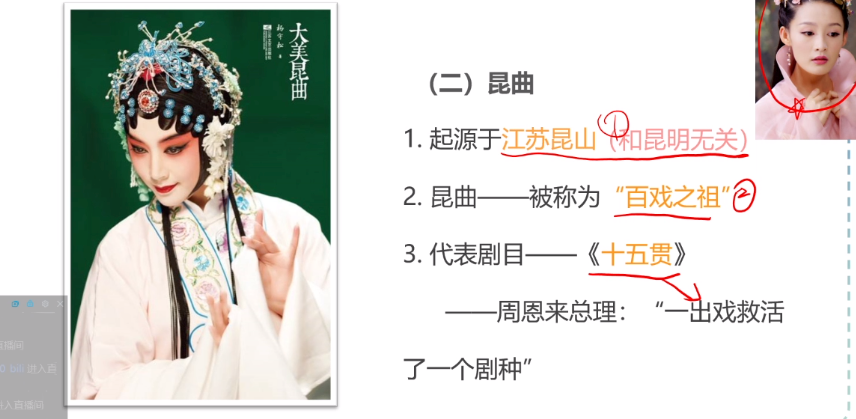 大美昆曲
杨守松 著
（二）昆曲
1. 起源于江苏昆山（和昆明无关）
①
2. 昆曲——被称为“百戏之祖”②
3. 代表剧目——《十五贯》
——周恩来总理：“一出戏救活
了一个剧种”
直播间
进入直
入直播间